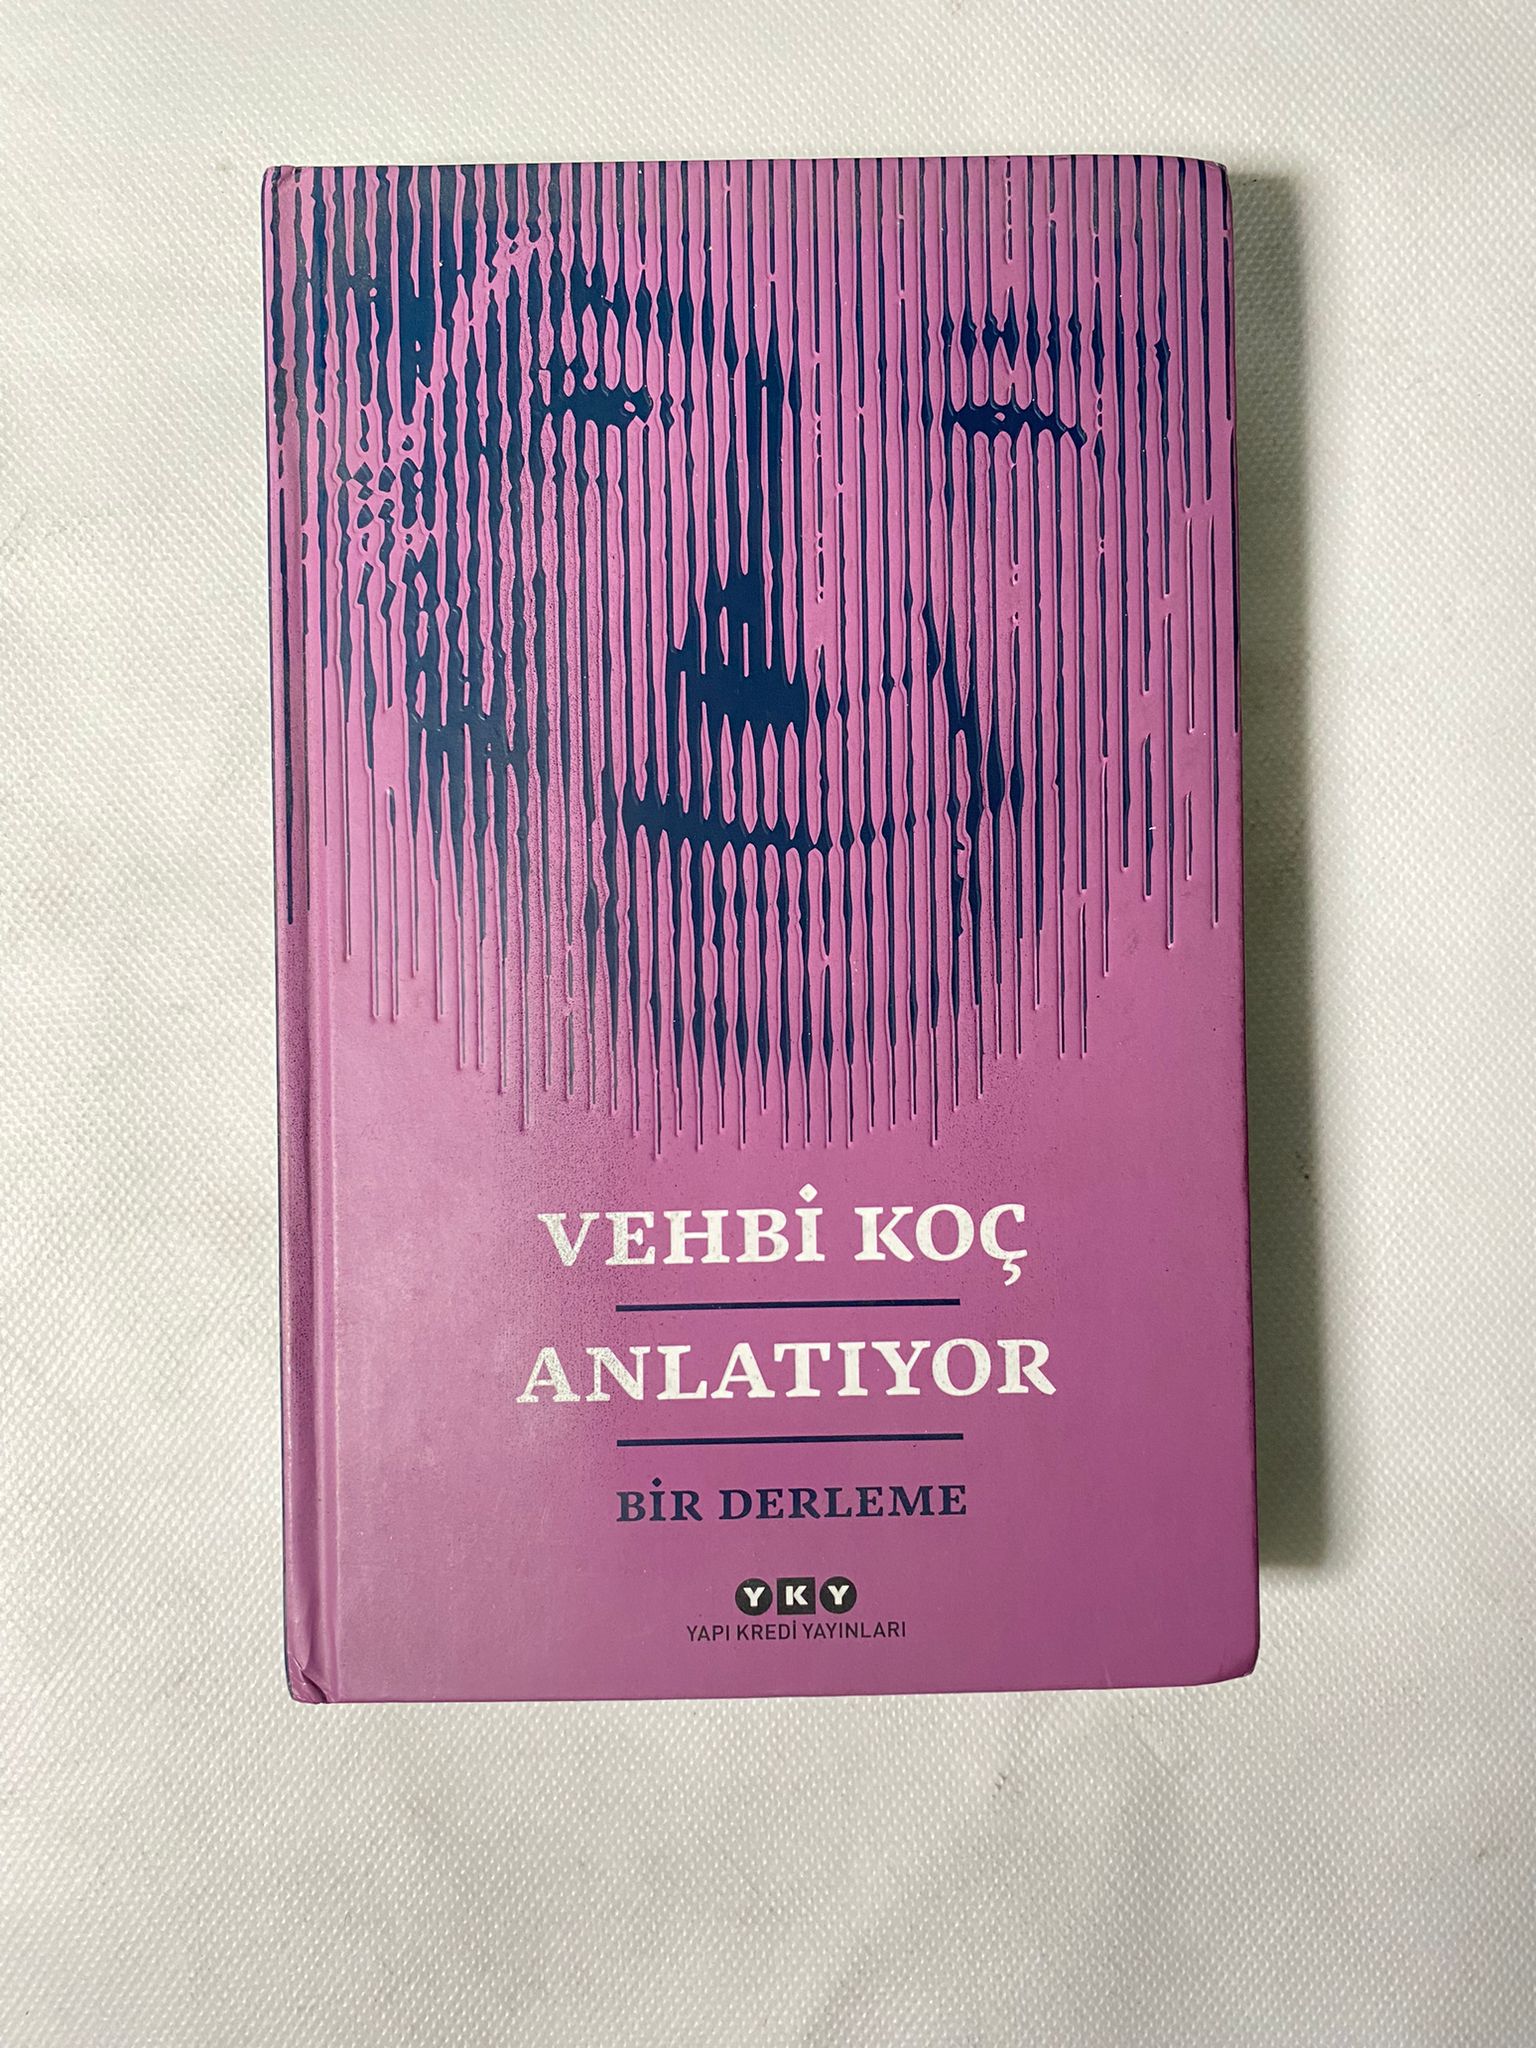 VEHBİ KOÇ
ANLATIYOR
BİR DERLEME
YKY
YAPI KREDİ YAYINLARI